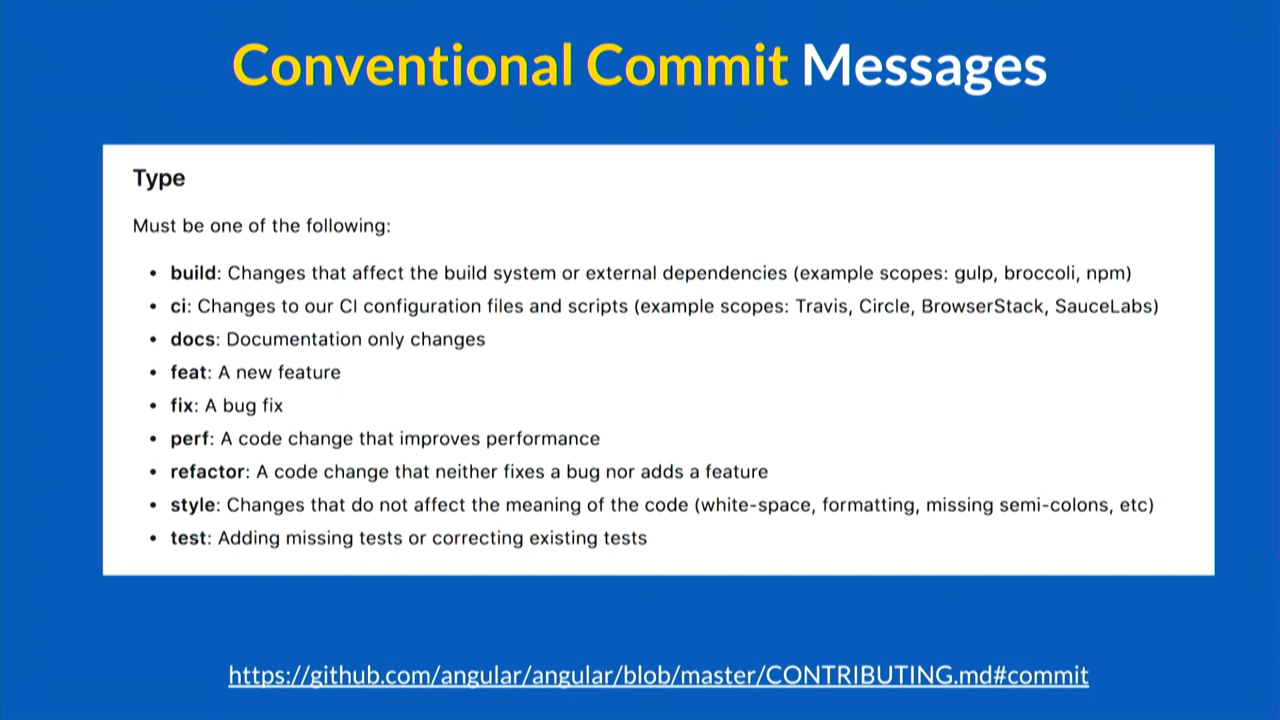 Conventional Commit Messages
Type
Must be one of the following:
• build: Changes that affect the build system or external dependencies (example scopes: gulp, broccoli, npm)
• ci: Changes to our CI configuration files and scripts (example scopes: Travis, Circle, BrowserStack, SauceLabs)
• docs: Documentation only changes
• feat: A new feature
• fix: A bug fix
• perf: A code change that improves performance
• refactor: A code change that neither fixes a bug nor adds a feature
• style: Changes that do not affect the meaning of the code (white-space, formatting, missing semi-colons, etc)
• test: Adding missing tests or correcting existing tests
https://github.com/angular/angular/blob/master/CONTRIBUTING.md#commit